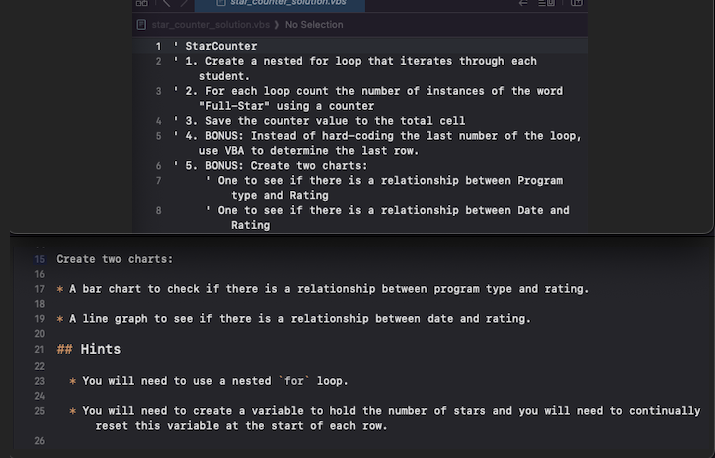 star_counter_solution.vbs
star_counter_solution.vbs ❯ No Selection
1 ' StarCounter
2 ' 1. Create a nested for loop that iterates through each
student.
3 ' 2. For each loop count the number of instances of the word
"Full-Star" using a counter
4 ' 3. Save the counter value to the total cell
5 ' 4. BONUS: Instead of hard-coding the last number of the loop,
use VBA to determine the last row.
6 ' 5. BONUS: Create two charts:
7 ' One to see if there is a relationship between Program
type and Rating
8 ' One to see if there is a relationship between Date and
Rating
15 Create two charts:
16
17 * A bar chart to check if there is a relationship between program type and rating.
18
19 * A line graph to see if there is a relationship between date and rating.
20
21 ## Hints
22
23 * You will need to use a nested `for` loop.
24
25 * You will need to create a variable to hold the number of stars and you will need to continually
reset this variable at the start of each row.
26